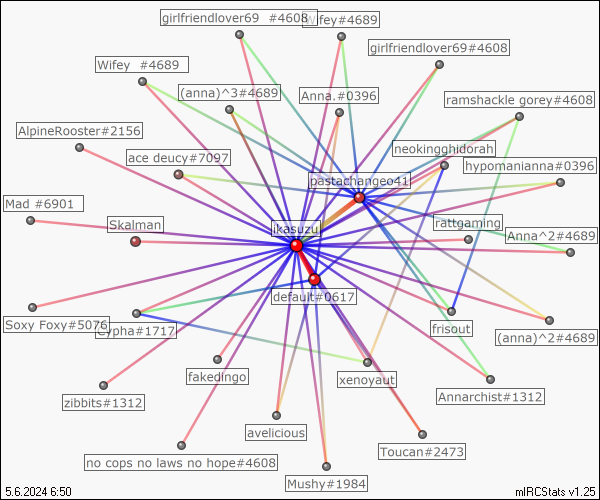 girlfriendlover69 #4608
Wifey#4689
girlfriendlover69#4608
Wifey #4689
(anna)^3#4689
Anna.#0396
ramshackle gorey#4608
AlpineRooster#2156
neokingghidorah
ace deucy#7097
hypomanianna#0396
pastachangeo41
Mad #6901
Skalman
rattgaming
ikasuzu
Anna^2#4689
default#0617
Soxy Foxy#5076
Cypha#1717
frisout
(anna)^2#4689
fakedingo
xenoyaut
Annarchist#1312
zibbits#1312
avelicious
Toucan#2473
no cops no laws no hope#4608
Mushy#1984
5.6.2024 6:50
mIRCStats v1.25